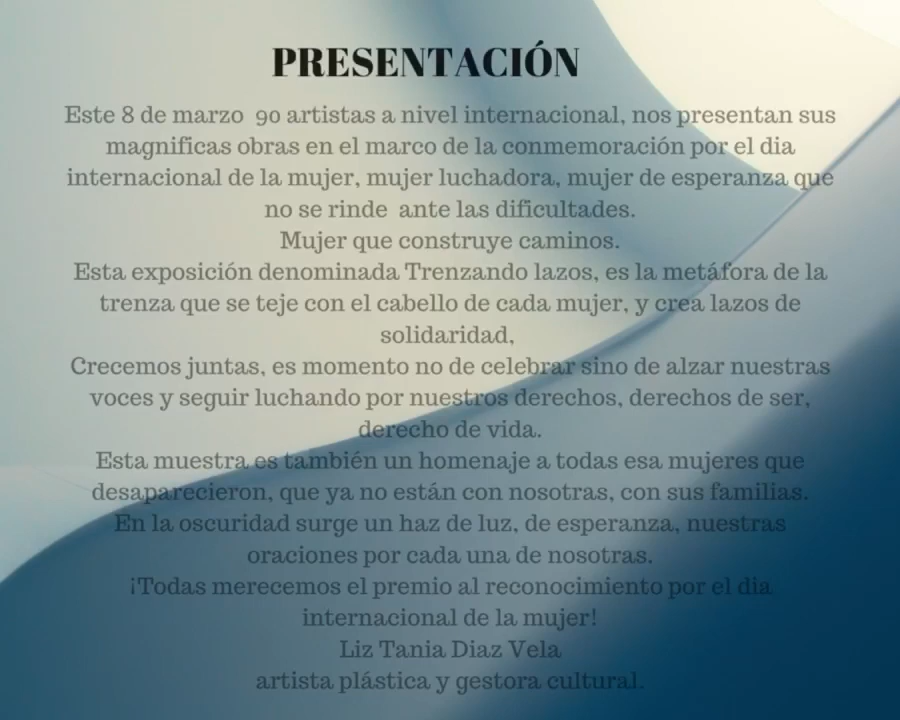 PRESENTACIÓN
Este 8 de marzo  90 artistas a nivel internacional, nos presentan sus
magnificas obras en el marco de la conmemoración por el dia
internacional de la mujer, mujer luchadora, mujer de esperanza que
no se rinde  ante las dificultades.
Mujer que construye caminos.
Esta exposición denominada Trenzando lazos, es la metáfora de la
trenza que se teje con el cabello de cada mujer, y crea lazos de
solidaridad,
Crecemos juntas, es momento no de celebrar sino de alzar nuestras
voces y seguir luchando por nuestros derechos, derechos de ser,
derecho de vida.
Esta muestra es también un homenaje a todas esa mujeres que
desaparecieron, que ya no están con nosotras, con sus familias.
En la oscuridad surge un haz de luz, de esperanza, nuestras
oraciones por cada una de nosotras.
¡Todas merecemos el premio al reconocimiento por el dia
internacional de la mujer!
Liz Tania Diaz Vela
artista plástica y gestora cultural.